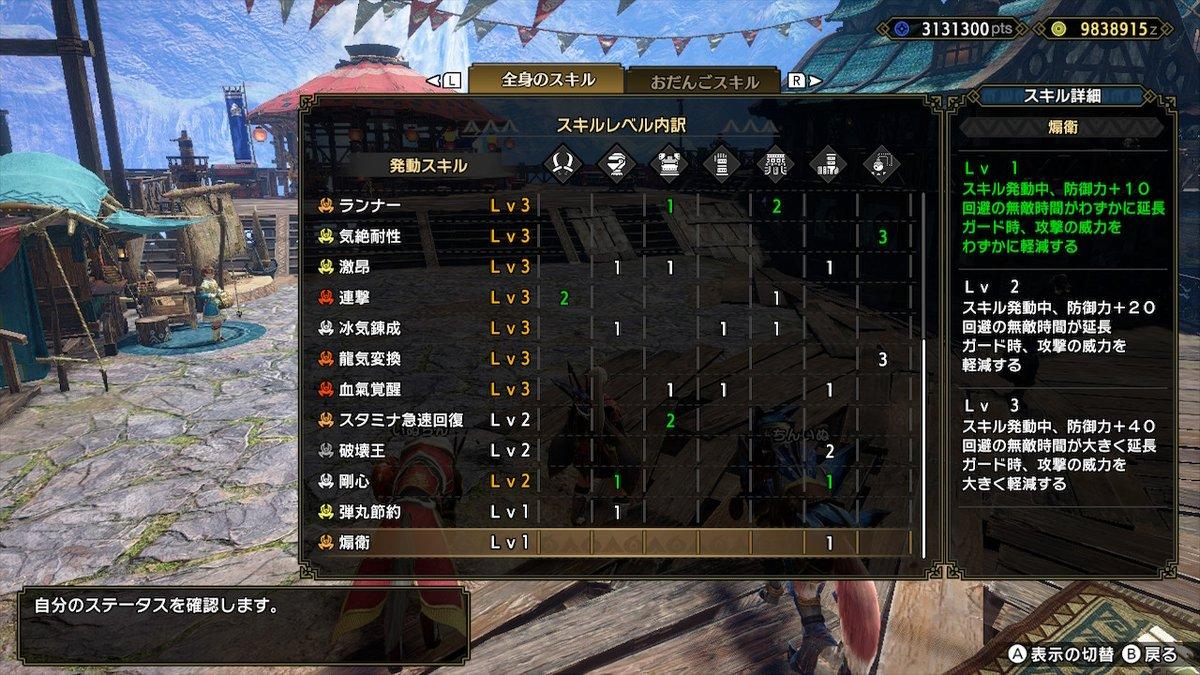 3131300pts
9838915z
L
全身のスキル
おだんごスキル
R
スキル詳細
スキルレベル内訳
煽衛
発動スキル
ランナー Lv3 1 2
気絶耐性 Lv3 3
激昂 Lv3 1 1 1
連撃 Lv3 2 1
冰気錬成 Lv3 1 1 1
龍気変換 Lv3 3
血氣覚醒 Lv3 1 1 1
スタミナ急速回復 Lv2 2
破壊王 Lv2 2
剛心 Lv2 1 1
弾丸節約 Lv1 1
煽衛 Lv1 1
Lv 1
スキル発動中、防御力+10
回避の無敵時間がわずかに延長
ガード時、攻撃の威力を
わずかに軽減する
Lv 2
スキル発動中、防御力+20
回避の無敵時間が延長
ガード時、攻撃の威力を
軽減する
Lv 3
スキル発動中、防御力+40
回避の無敵時間が大きく延長
ガード時、攻撃の威力を
大きく軽減する
自分のステータスを確認します。
A 表示の切替 B 戻る